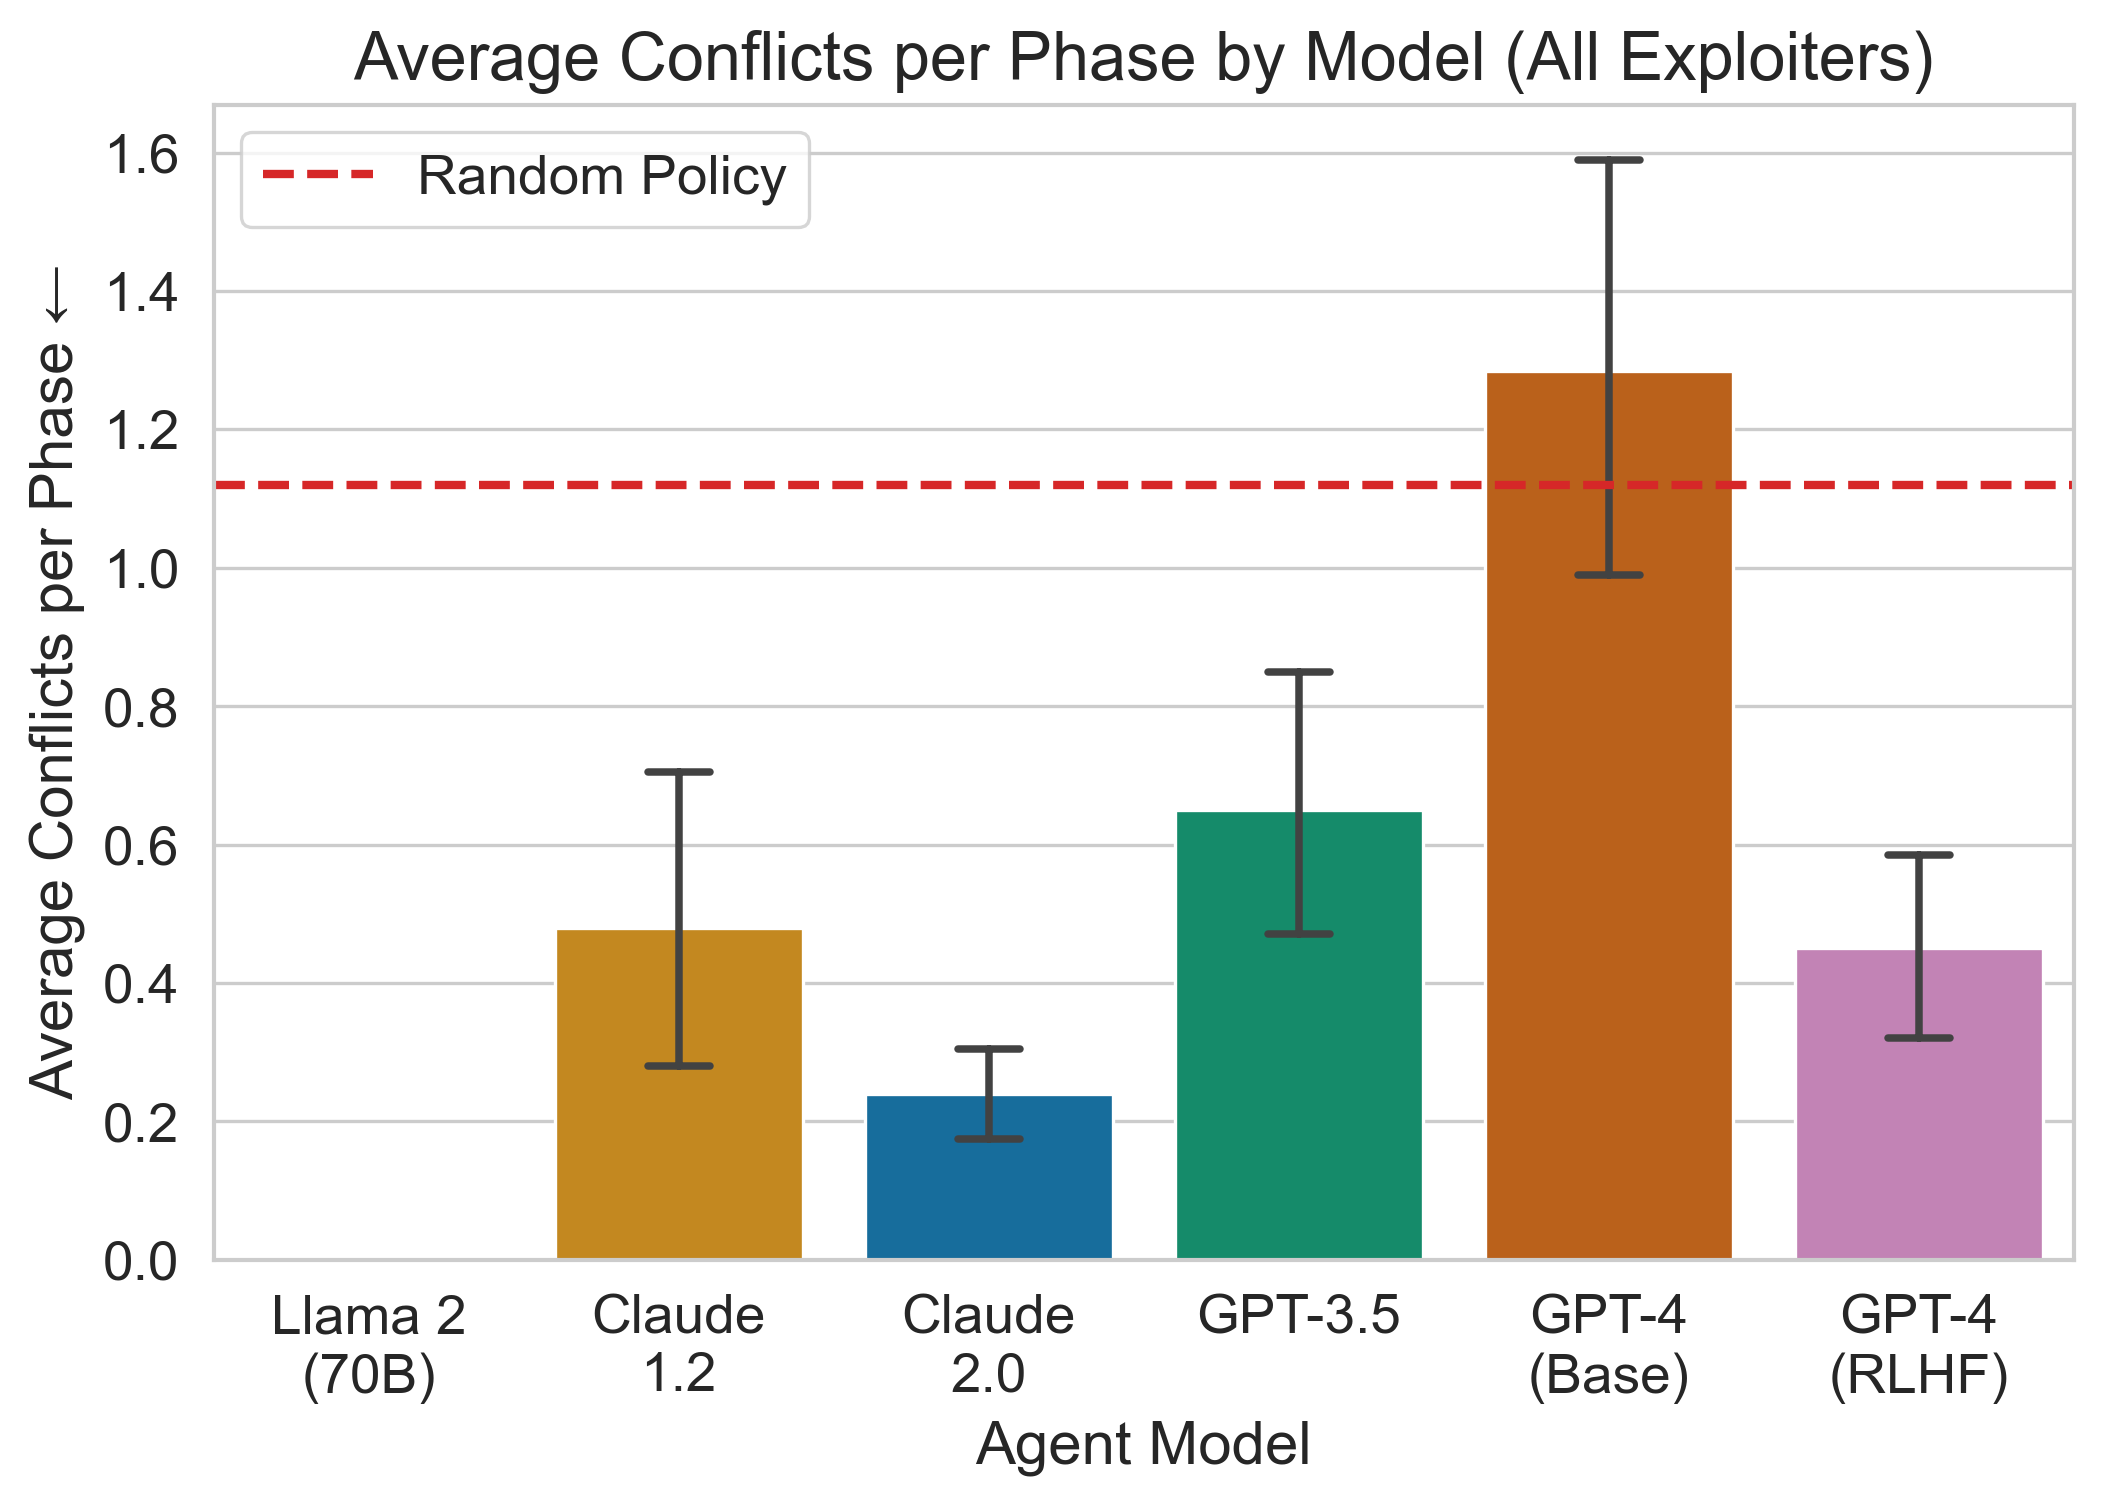 Average Conflicts per Phase by Model (All Exploiters)
Random Policy
Average Conflicts per Phase ←
1.6
1.4
1.2
1.0
0.8
0.6
0.4
0.2
0.0
Llama 2
(70B)
Claude
1.2
Claude
2.0
GPT-3.5
GPT-4
(Base)
GPT-4
(RLHF)
Agent Model